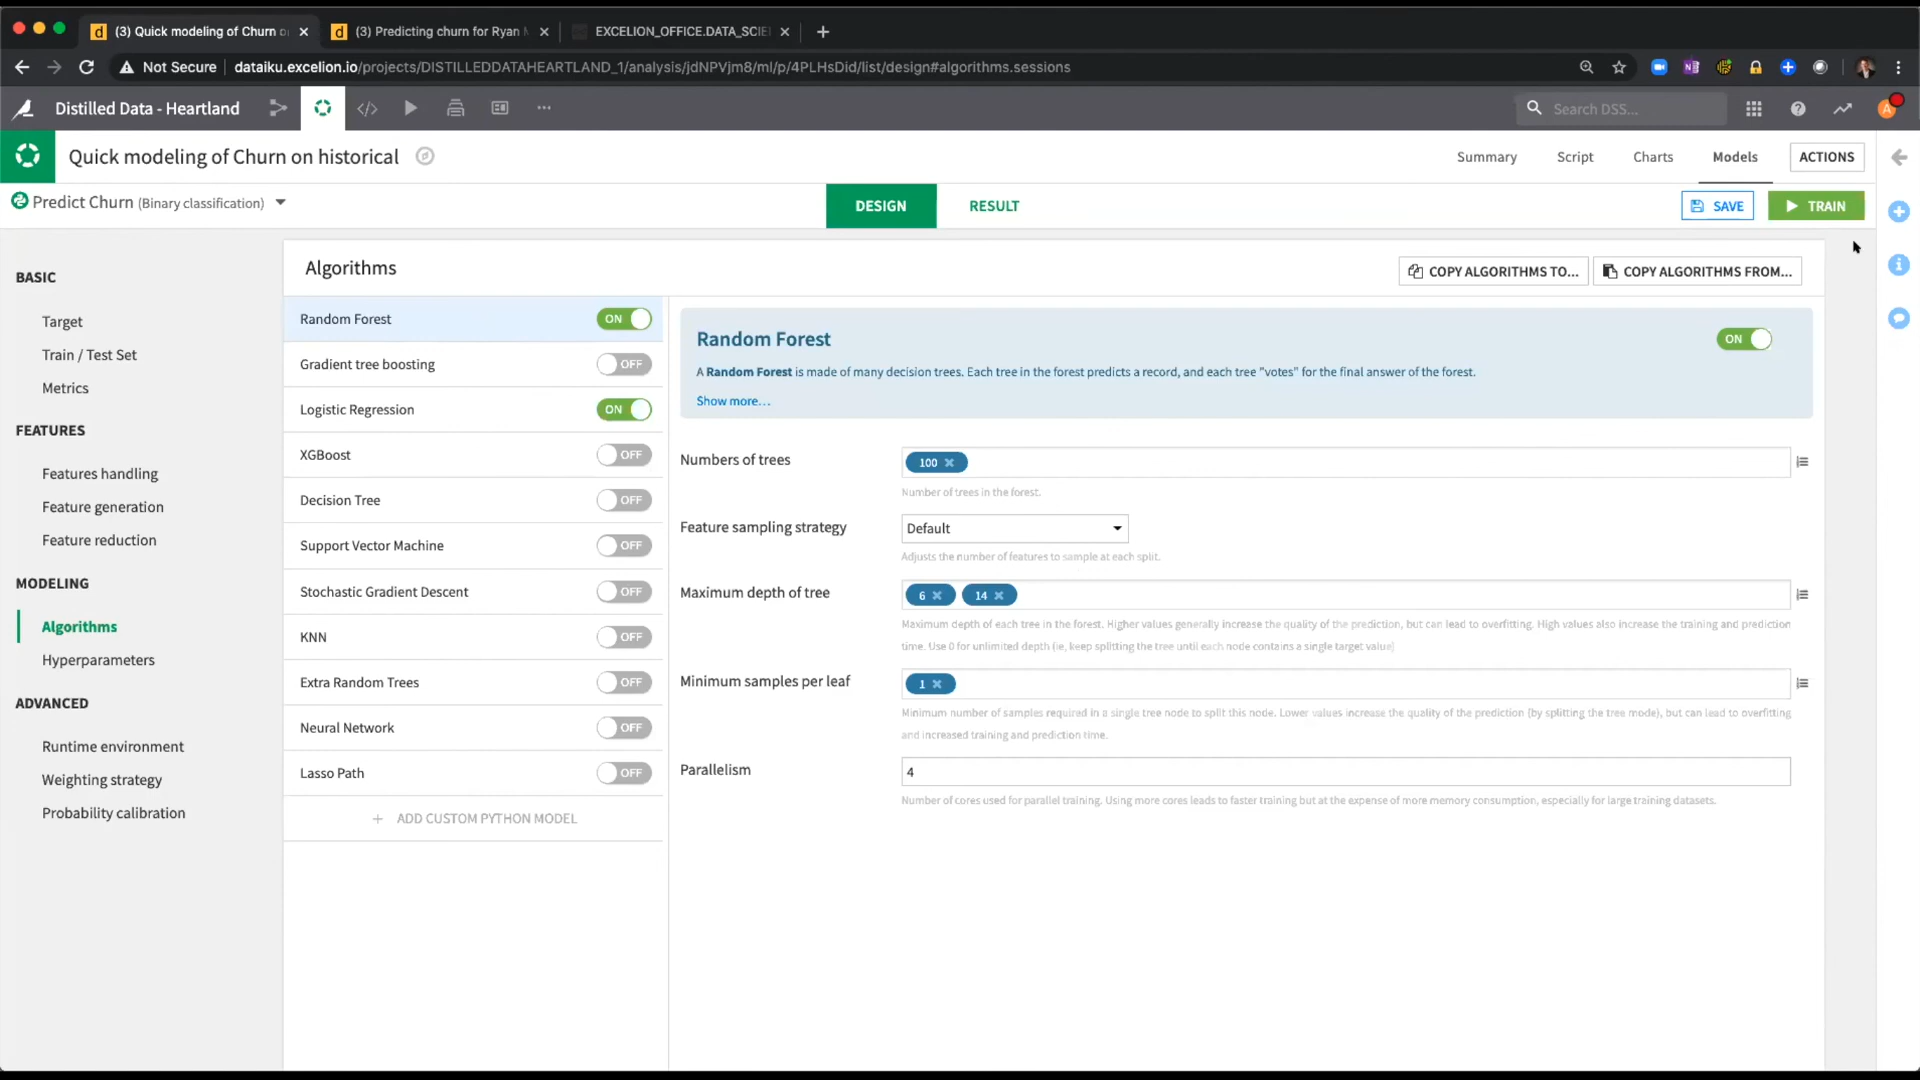 (3) Quick modeling of Churn o
(3) Predicting churn for Ryan
EXCELION_OFFICE.DATA_SCIE
Not Secure
dataiku.excelion.io/projects/DISTILLEDDATAHEARTLAND_1/analysis/jdNPVjm8/ml/p/4PLHsDid/list/design#algorithms.sessions
Distilled Data - Heartland
Search DSS...
A
Quick modeling of Churn on historical
Summary
Script
Charts
Models
ACTIONS
Predict Churn (Binary classification)
DESIGN
RESULT
SAVE
TRAIN
BASIC
Target
Train / Test Set
Metrics
FEATURES
Features handling
Feature generation
Feature reduction
MODELING
Algorithms
Hyperparameters
ADVANCED
Runtime environment
Weighting strategy
Probability calibration
Algorithms
COPY ALGORITHMS TO...
COPY ALGORITHMS FROM...
Random Forest ON
Gradient tree boosting OFF
Logistic Regression ON
XGBoost OFF
Decision Tree OFF
Support Vector Machine OFF
Stochastic Gradient Descent OFF
KNN OFF
Extra Random Trees OFF
Neural Network OFF
Lasso Path OFF
+ ADD CUSTOM PYTHON MODEL
Random Forest
ON
A Random Forest is made of many decision trees. Each tree in the forest predicts a record, and each tree "votes" for the final answer of the forest.
Show more...
Numbers of trees
100
Number of trees in the forest.
Feature sampling strategy
Default
Adjusts the number of features to sample at each split.
Maximum depth of tree
6 14
Maximum depth of each tree in the forest. Higher values generally increase the quality of the prediction, but can lead to overfitting. High values also increase the training and prediction
time. Use 0 for unlimited depth (ie, keep splitting the tree until each node contains a single target value)
Minimum samples per leaf
1
Minimum number of samples required in a single tree node to split this node. Lower values increase the quality of the prediction (by splitting the tree mode), but can lead to overfitting
and increased training and prediction time.
Parallelism
4
Number of cores used for parallel training. Using more cores leads to faster training but at the expense of more memory consumption, especially for large training datasets.